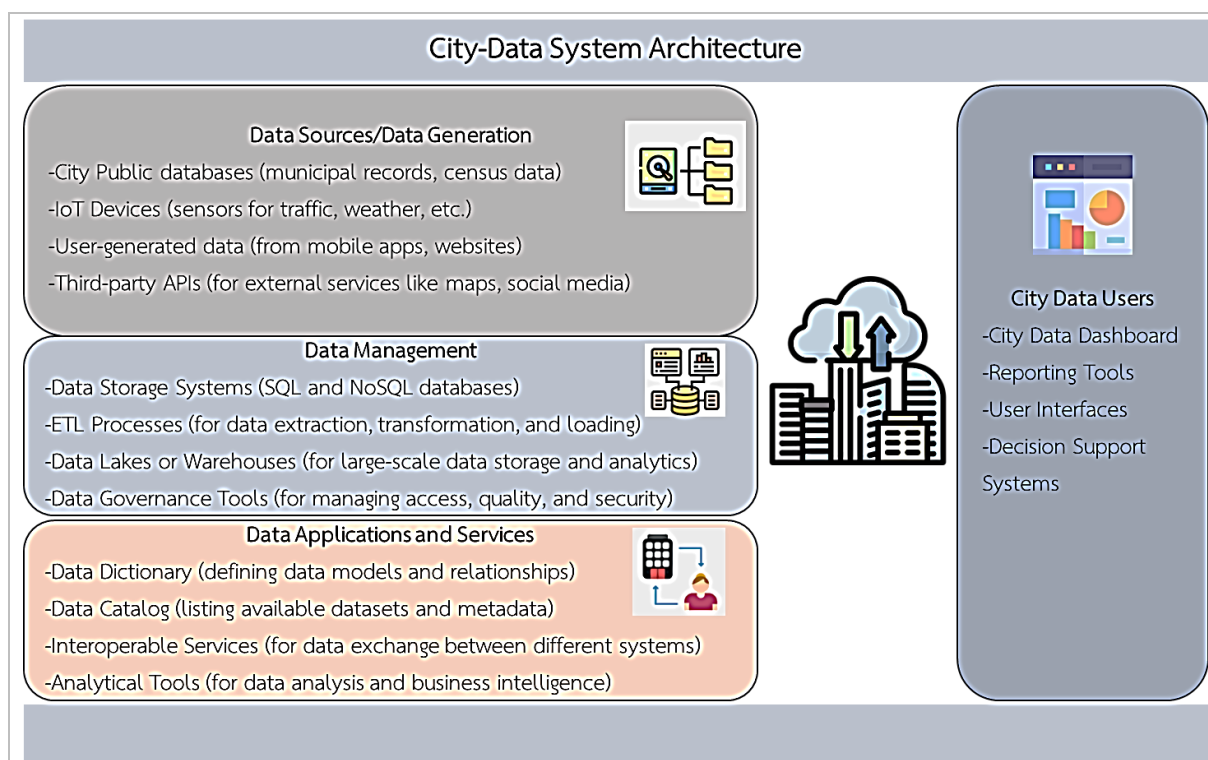 City-Data System Architecture
Data Sources/Data Generation
-City Public databases (municipal records, census data)
-IoT Devices (sensors for traffic, weather, etc.)
-User-generated data (from mobile apps, websites)
-Third-party APIs (for external services like maps, social media)
Data Management
-Data Storage Systems (SQL and NoSQL databases)
-ETL Processes (for data extraction, transformation, and loading)
-Data Lakes or Warehouses (for large-scale data storage and analytics)
-Data Governance Tools (for managing access, quality, and security)
Data Applications and Services
-Data Dictionary (defining data models and relationships)
-Data Catalog (listing available datasets and metadata)
-Interoperable Services (for data exchange between different systems)
-Analytical Tools (for data analysis and business intelligence)
City Data Users
-City Data Dashboard
-Reporting Tools
-User Interfaces
-Decision Support
Systems